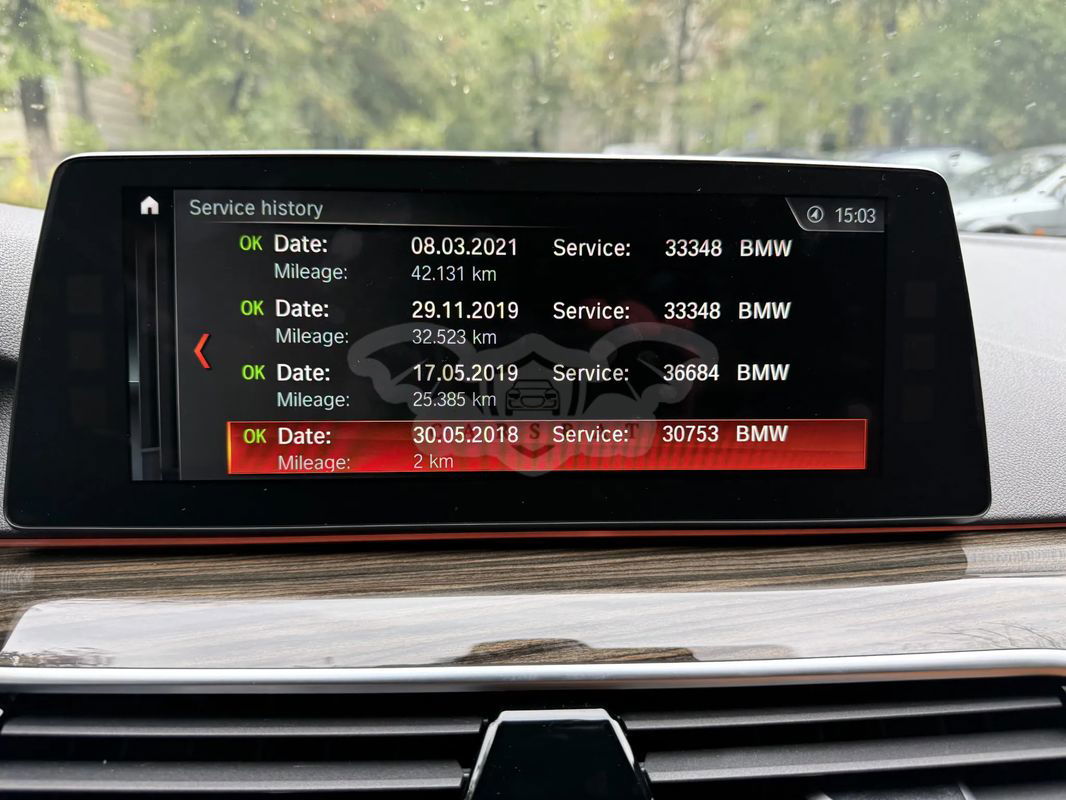 Service history 15:03
OK Date: 08.03.2021 Service: 33348 BMW
Mileage: 42.131 km
OK Date: 29.11.2019 Service: 33348 BMW
Mileage: 32.523 km
OK Date: 17.05.2019 Service: 36684 BMW
Mileage: 25.385 km
OK Date: 30.05.2018 Service: 30753 BMW
Mileage: 2 km